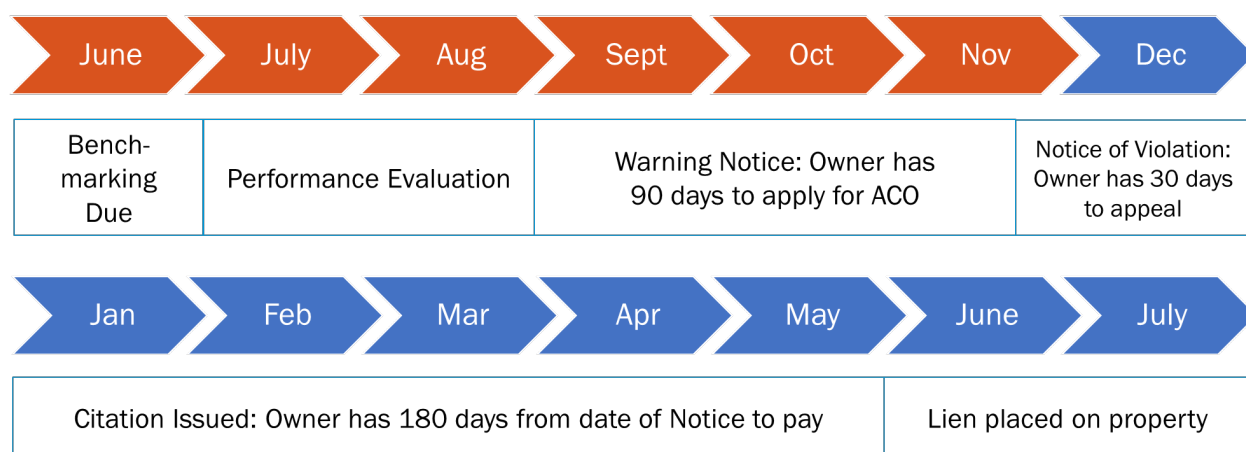 June July Aug Sept Oct Nov Dec
Bench-
marking
Due
Performance Evaluation
Warning Notice: Owner has
90 days to apply for ACO
Notice of Violation:
Owner has 30 days
to appeal
Jan Feb Mar Apr May June July
Citation Issued: Owner has 180 days from date of Notice to pay
Lien placed on property